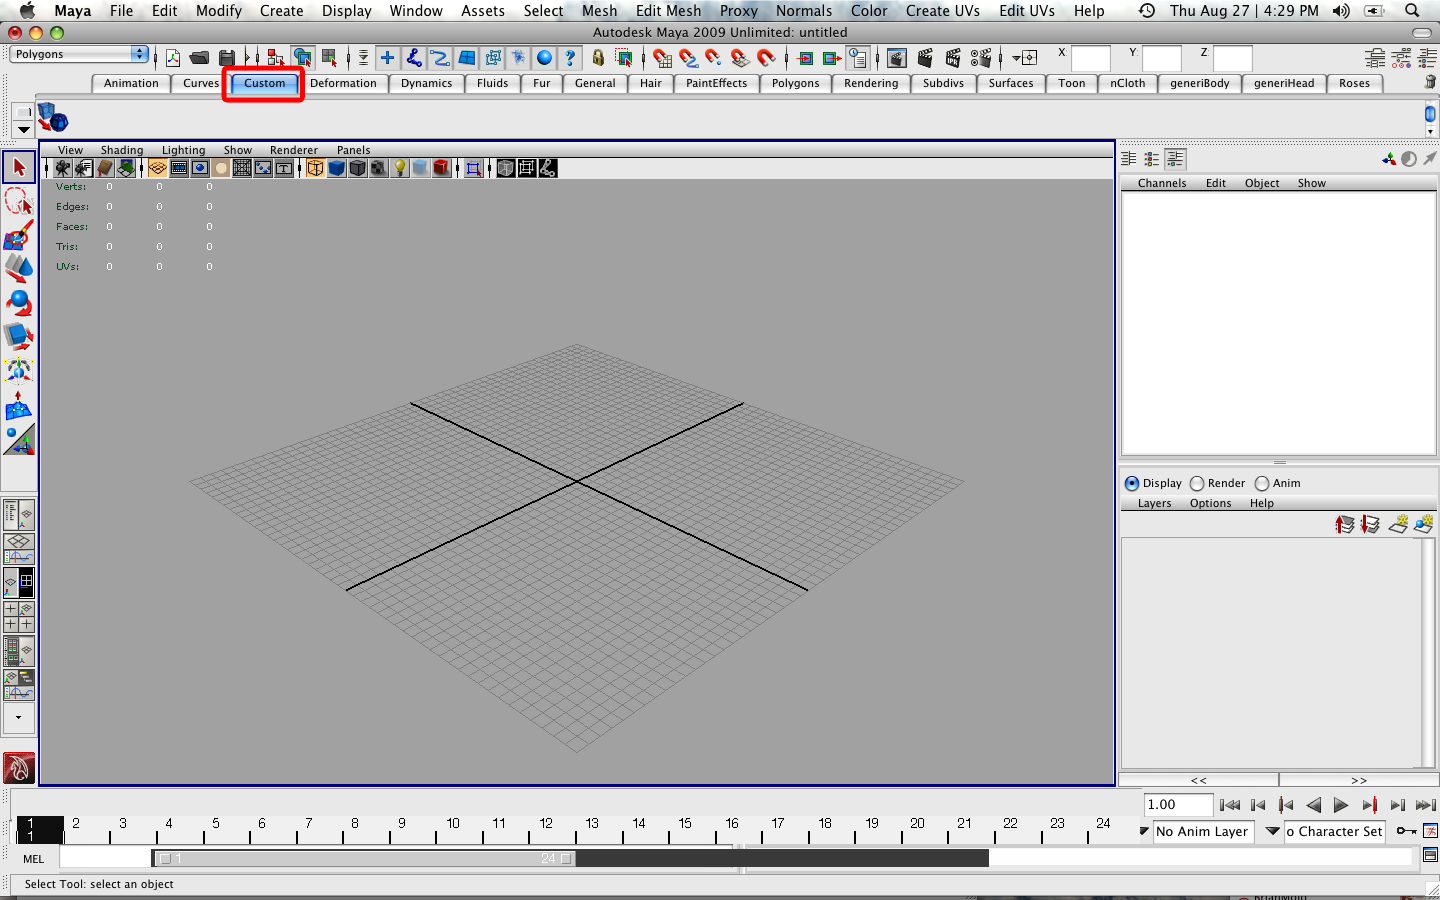 Maya File Edit Modify Create Display Window Assets Select Mesh Edit Mesh Proxy Normals Color Create UVs Edit UVs Help Thu Aug 27 | 4:29 PM
Autodesk Maya 2009 Unlimited: untitled
Polygons X: Y: Z:
Animation Curves Custom Deformation Dynamics Fluids Fur General Hair PaintEffects Polygons Rendering Subdivs Surfaces Toon nCloth generiBody generiHead Roses
View Shading Lighting Show Renderer Panels
Verts: 0 0 0
Edges: 0 0 0
Faces: 0 0 0
Tris: 0 0 0
UVs: 0 0 0
Channels Edit Object Show
Display Render Anim
Layers Options Help
<< >>
1.00
1 2 3 4 5 6 7 8 9 10 11 12 13 14 15 16 17 18 19 20 21 22 23 24
1
No Anim Layer o Character Set
MEL 1 24
Select Tool: select an object